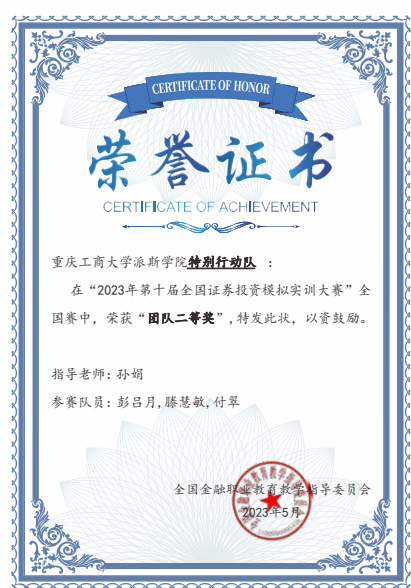 CERTIFICATE OF HONOR
荣誉证书
CERTIFICATE OF ACHIEVEMENT
重庆工商大学派斯学院特别行动队 ：
在“2023年第十届全国证券投资模拟实训大赛”全
国赛中，荣获“团队二等奖”,特发此状，以资鼓励。
指导老师：孙娟
参赛队员：彭吕月,滕慧敏,付翠
全国金融职业教育教学指导委员会
2023年5月